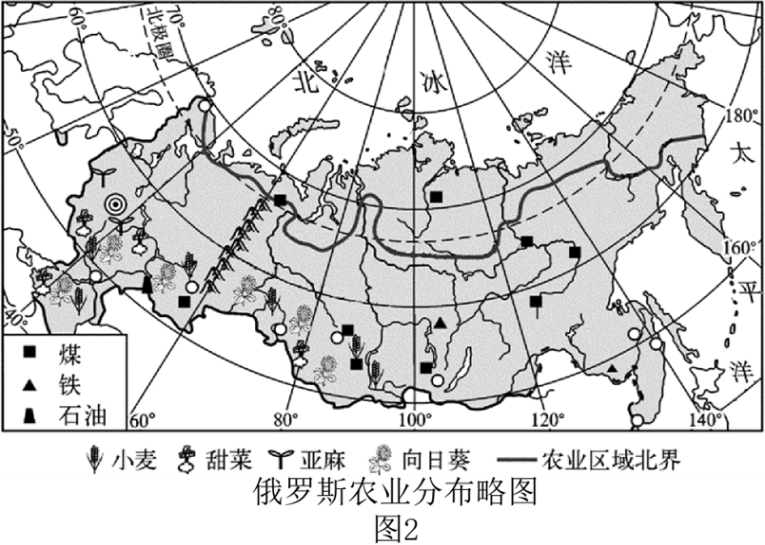 60°
70°
80°
北极圈
北冰洋
50°
180°
太平洋
160°
40°
煤
铁
石油
60°
80°
100°
120°
140°
小麦 甜菜 亚麻 向日葵 农业区域北界
俄罗斯农业分布略图
图2